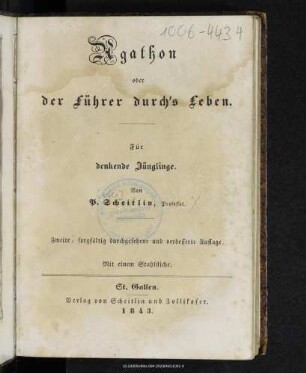 1006-4434
Agathon
oder
der Führer durch's Leben.
Für
denkende Jünglinge.
Von
P. Scheitlin, Professor.
Zweite, sorgfältig durchgesehene und verbesserte Auflage.
Mit einem Stahlstiche.
St. Gallen.
Verlag von Scheitlin und Zollikofer.
1843.